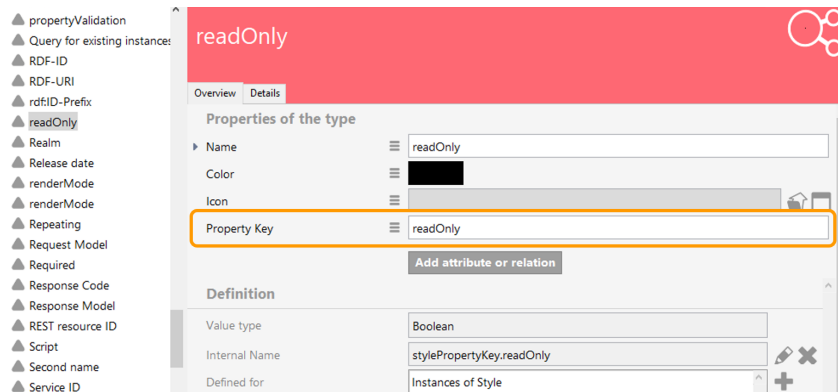 propertyValidation
Query for existing instances
RDF-ID
RDF-URI
rdf:ID-Prefix
readOnly
Realm
Release date
renderMode
renderMode
Repeating
Request Model
Required
Response Code
Response Model
REST resource ID
Script
Second name
Service ID
readOnly
Overview Details
Properties of the type
Name readOnly
Color
Icon
Property Key readOnly
Add attribute or relation
Definition
Value type Boolean
Internal Name stylePropertyKey.readOnly
Defined for Instances of Style